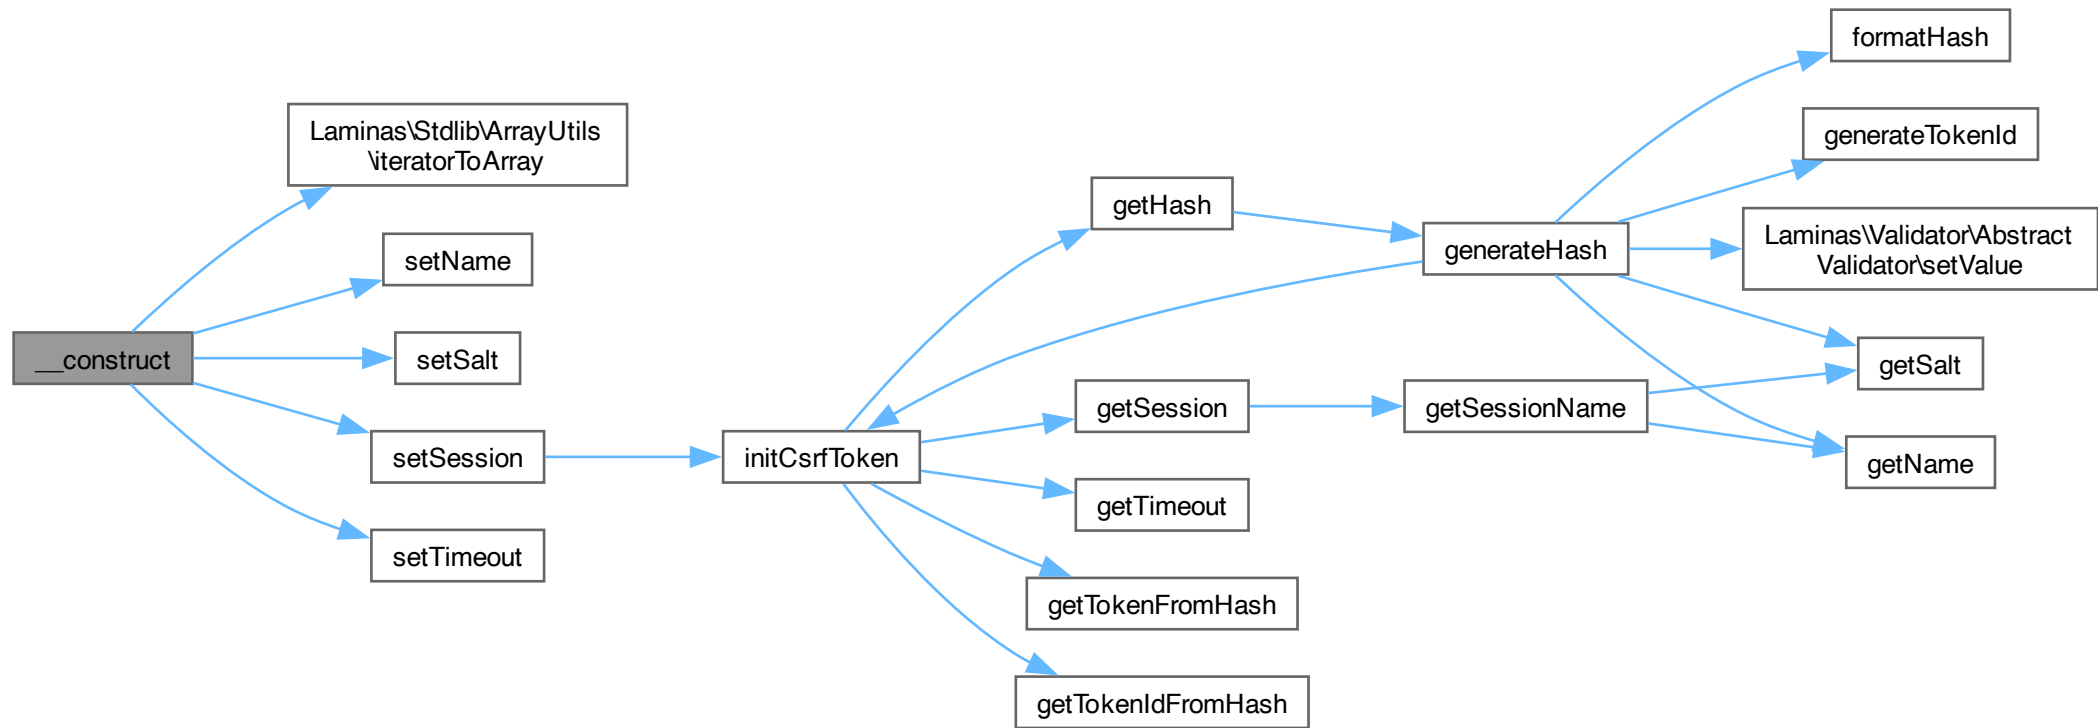 __construct
Laminas\Stdlib\ArrayUtils
\iteratorToArray
setName
setSalt
setSession
setTimeout
initCsrfToken
getHash
getSession
getTimeout
getTokenFromHash
getTokenIdFromHash
generateHash
getSessionName
formatHash
generateTokenId
Laminas\Validator\Abstract
Validator\setValue
getSalt
getName